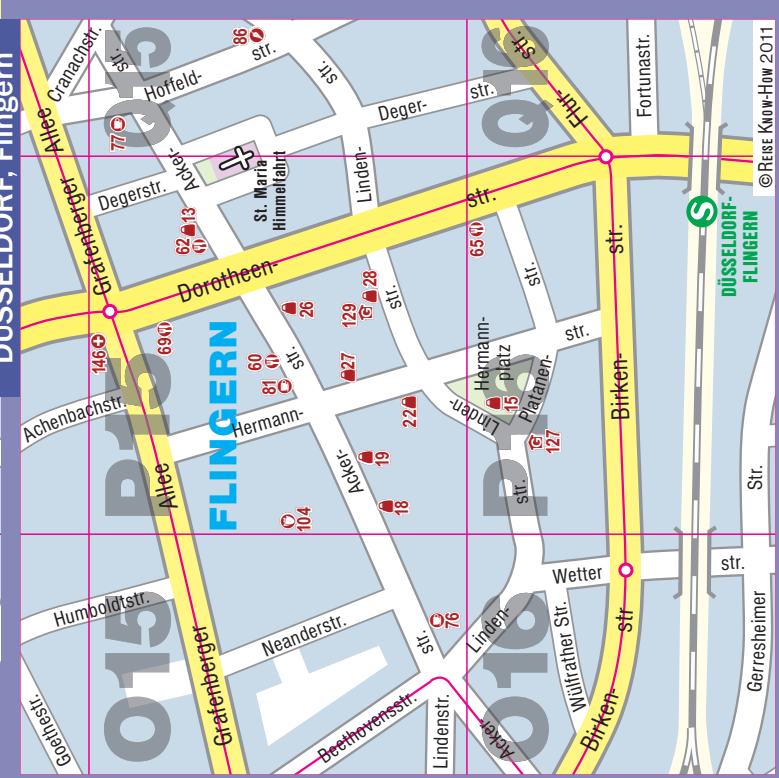 DÜSSELDORF, Flingern
Q15
Q16
P15
P16
O15
O16
FLINGERN
Cranachstr.
Grafenberger Allee
Hoffeld-
str.
86
77
Acker-
str.
Degerstr.
Deger-
str.
St. Maria
Himmelfahrt
Linden-
str.
Flur-
str.
Fortunastr.
© REISE KNOW-HOW 2011
62
13
Dorotheen-
str.
65
S
DÜSSELDORF-
FLINGERN
146
69
60
81
26
129
28
27
22
19
18
104
Achenbachstr.
Hermann-
str.
Hermann-
platz
15
Platanen-
str.
127
Linden-
str.
Linden-
str.
Birken-
str.
Allee
Grafenberger
Acker-
str.
76
Humboldtstr.
Neanderstr.
Goethestr.
Beethovensstr.
Lindenstr.
Acker-
Linden-
Wetter
str.
Wülfrather Str.
Birken-
str
Gerresheimer
Str.